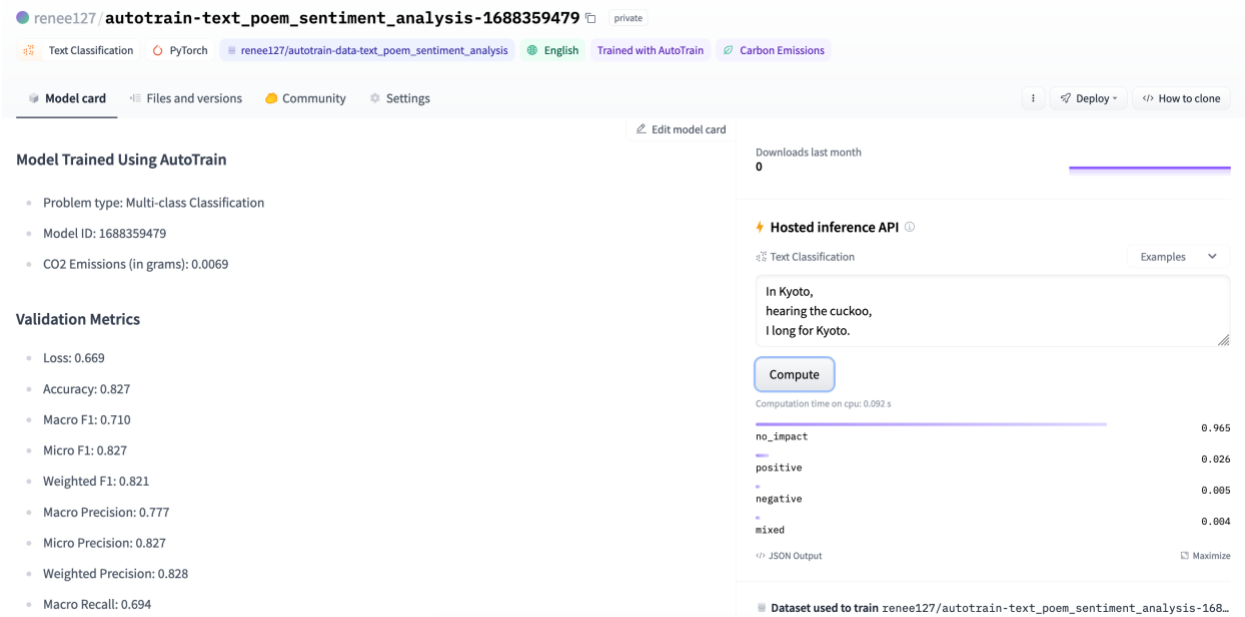 renee127/autotrain-text_poem_sentiment_analysis-1688359479 private
Text Classification PyTorch renee127/autotrain-data-text_poem_sentiment_analysis English Trained with AutoTrain Carbon Emissions
Model card Files and versions Community Settings Deploy </> How to clone
Edit model card
Model Trained Using AutoTrain
Problem type: Multi-class Classification
Model ID: 1688359479
CO2 Emissions (in grams): 0.0069
Validation Metrics
Loss: 0.669
Accuracy: 0.827
Macro F1: 0.710
Micro F1: 0.827
Weighted F1: 0.821
Macro Precision: 0.777
Micro Precision: 0.827
Weighted Precision: 0.828
Macro Recall: 0.694
Downloads last month
0
Hosted inference API
Text Classification Examples
In Kyoto,
hearing the cuckoo,
I long for Kyoto.
Compute
Computation time on cpu: 0.092 s
no_impact 0.965
positive 0.026
negative 0.005
mixed 0.004
</> JSON Output Maximize
Dataset used to train renee127/autotrain-text_poem_sentiment_analysis-168…